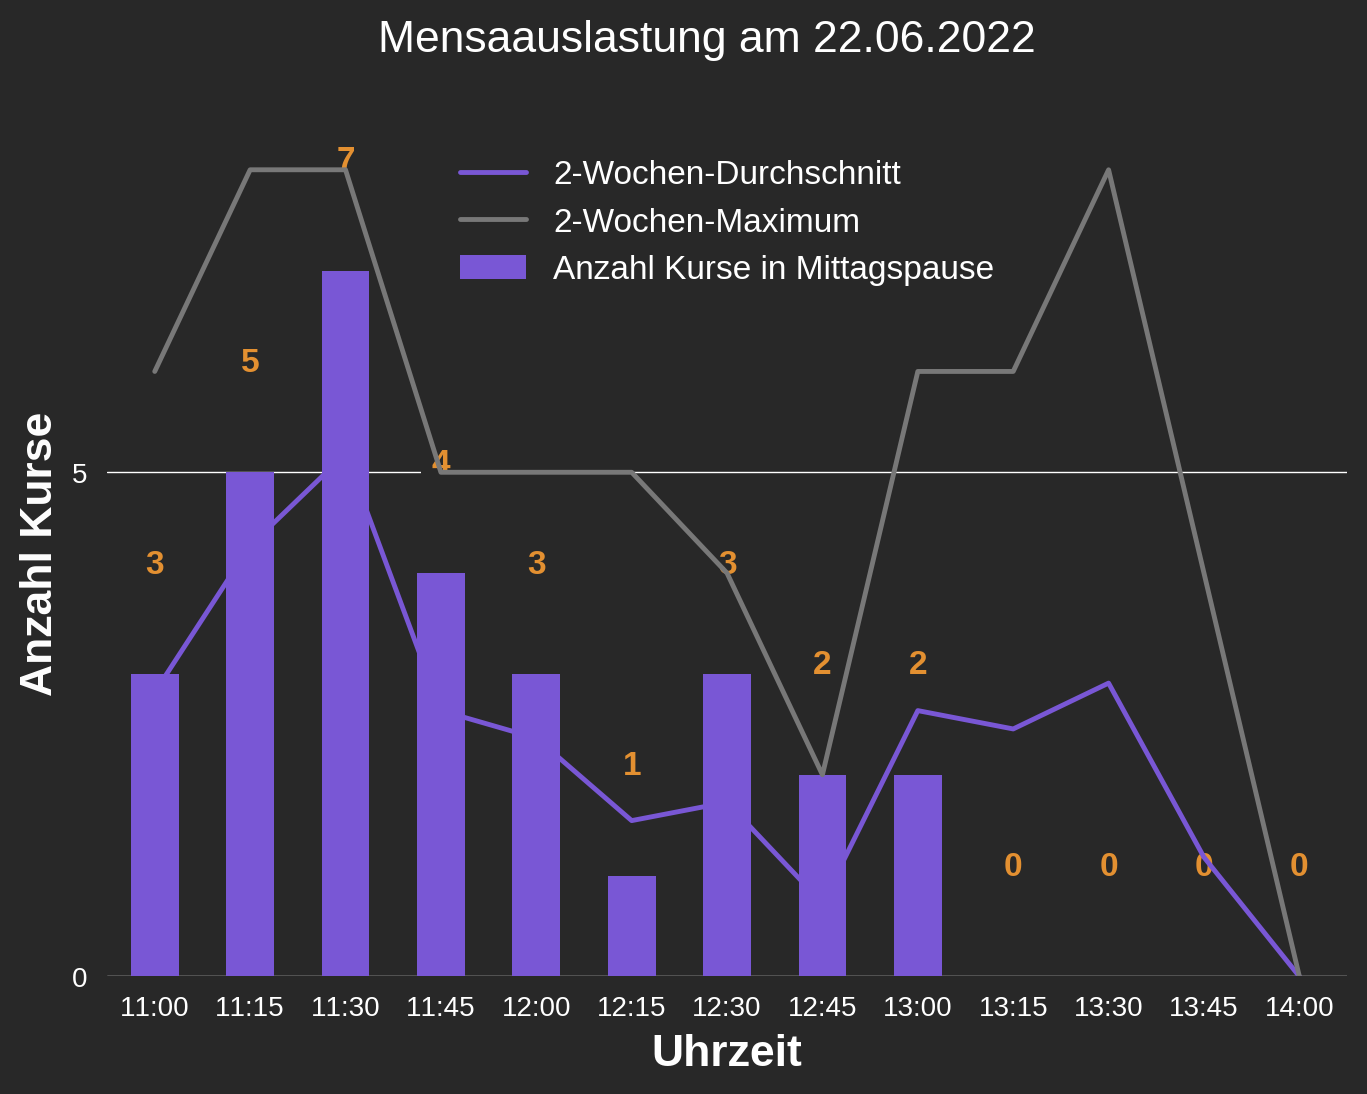 Mensaauslastung am 22.06.2022
2-Wochen-Durchschnitt
2-Wochen-Maximum
Anzahl Kurse in Mittagspause
Anzahl Kurse
7
5
5
4
3
3
3
2
2
1
0
0
0
0
0
11:00 11:15 11:30 11:45 12:00 12:15 12:30 12:45 13:00 13:15 13:30 13:45 14:00
Uhrzeit